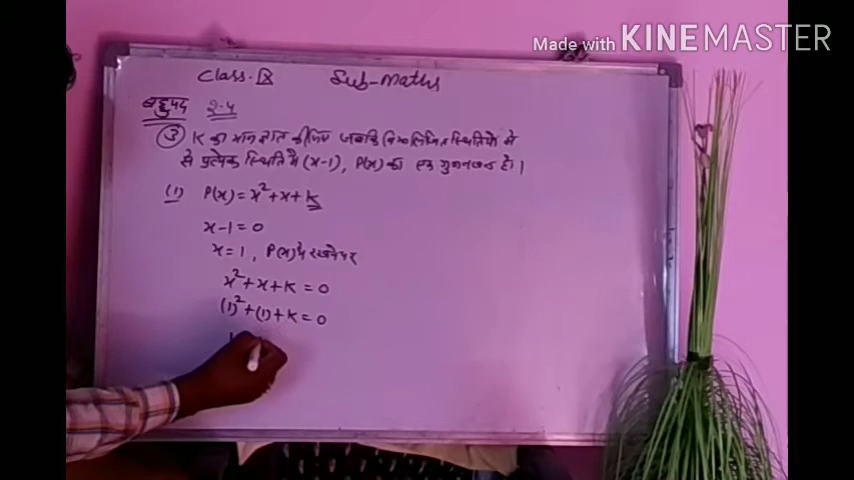 Made with KINEMASTER
Class-IX Sub-Maths
बहुपद 2.4
(3) K का मान ज्ञात कीजिए जबकि निम्नलिखित स्थितियों में
से प्रत्येक स्थिति में (x-1), P(x) का एक गुणनखंड हो।
(1) P(x) = x² + x + k
x-1=0
x=1, P(x) में रखने पर
x² + x + K = 0
(1)² + (1) + K = 0